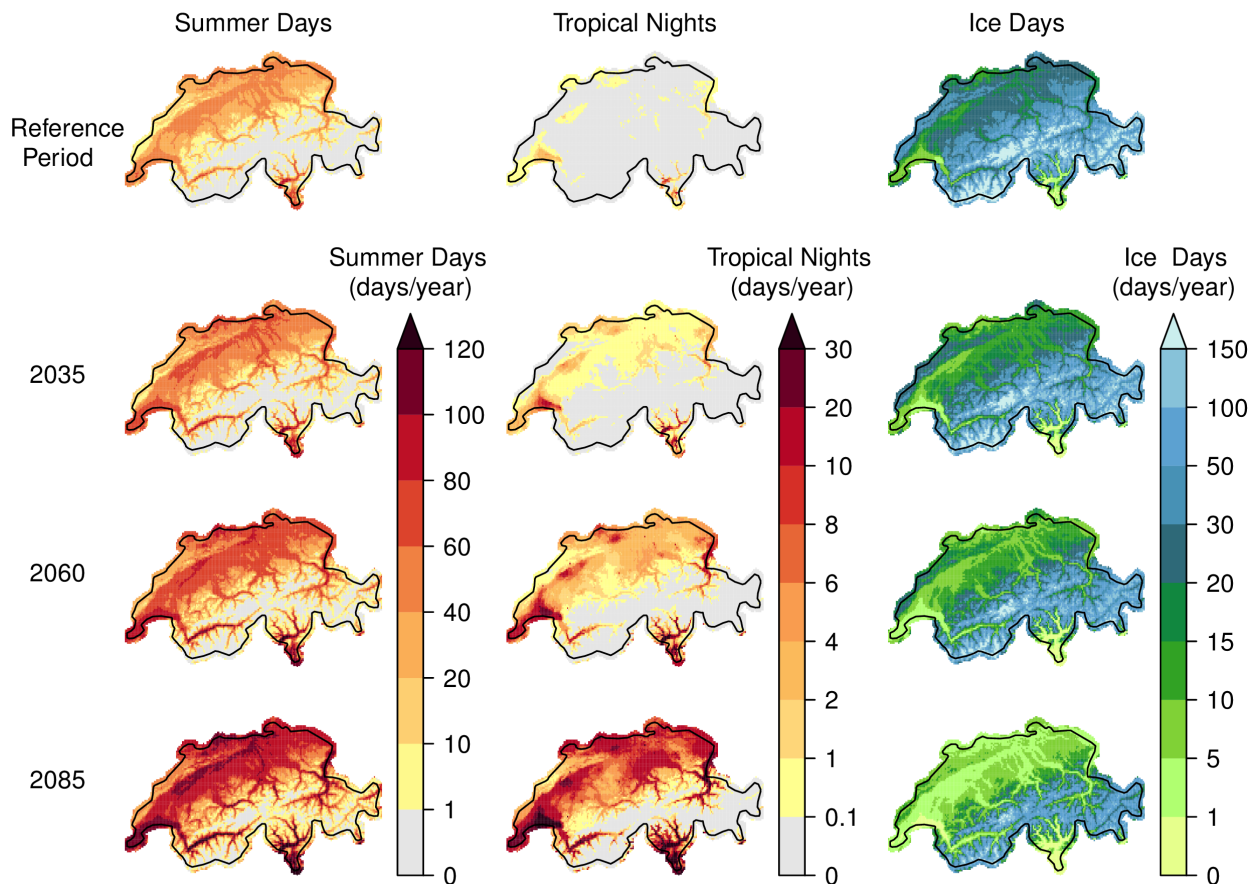 Summer Days
Tropical Nights
Ice Days
Reference
Period
Summer Days
(days/year)
Tropical Nights
(days/year)
Ice Days
(days/year)
2035
120
100
80
60
40
20
10
1
0
30
20
10
8
6
4
2
1
0.1
0
150
100
50
30
20
15
10
5
1
0
2060
2085